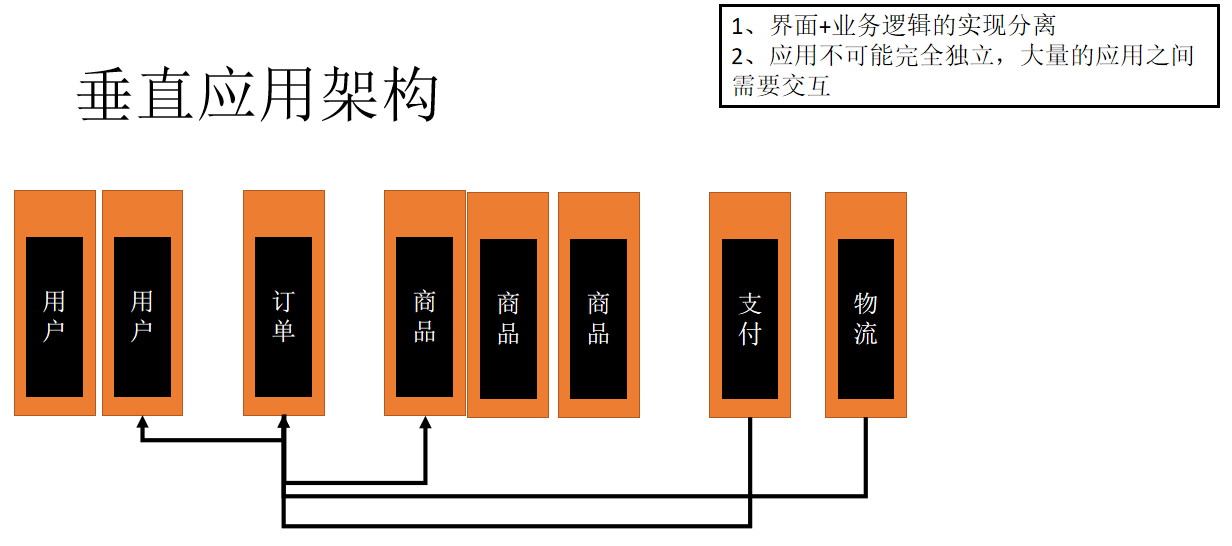 垂直应用架构
1、界面+业务逻辑的实现分离
2、应用不可能完全独立，大量的应用之间
需要交互
用户
用户
订单
商品
商品
商品
支付
物流